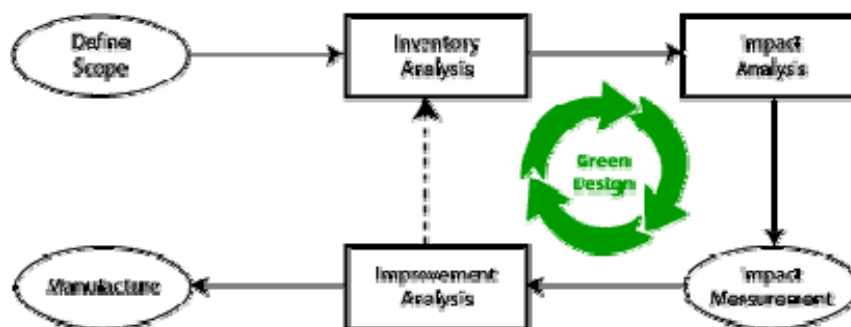 Define
Scope
Inventory
Analysis
Impact
Analysis
Green
Design
Manufacture
Improvement
Analysis
Impact
Measurement